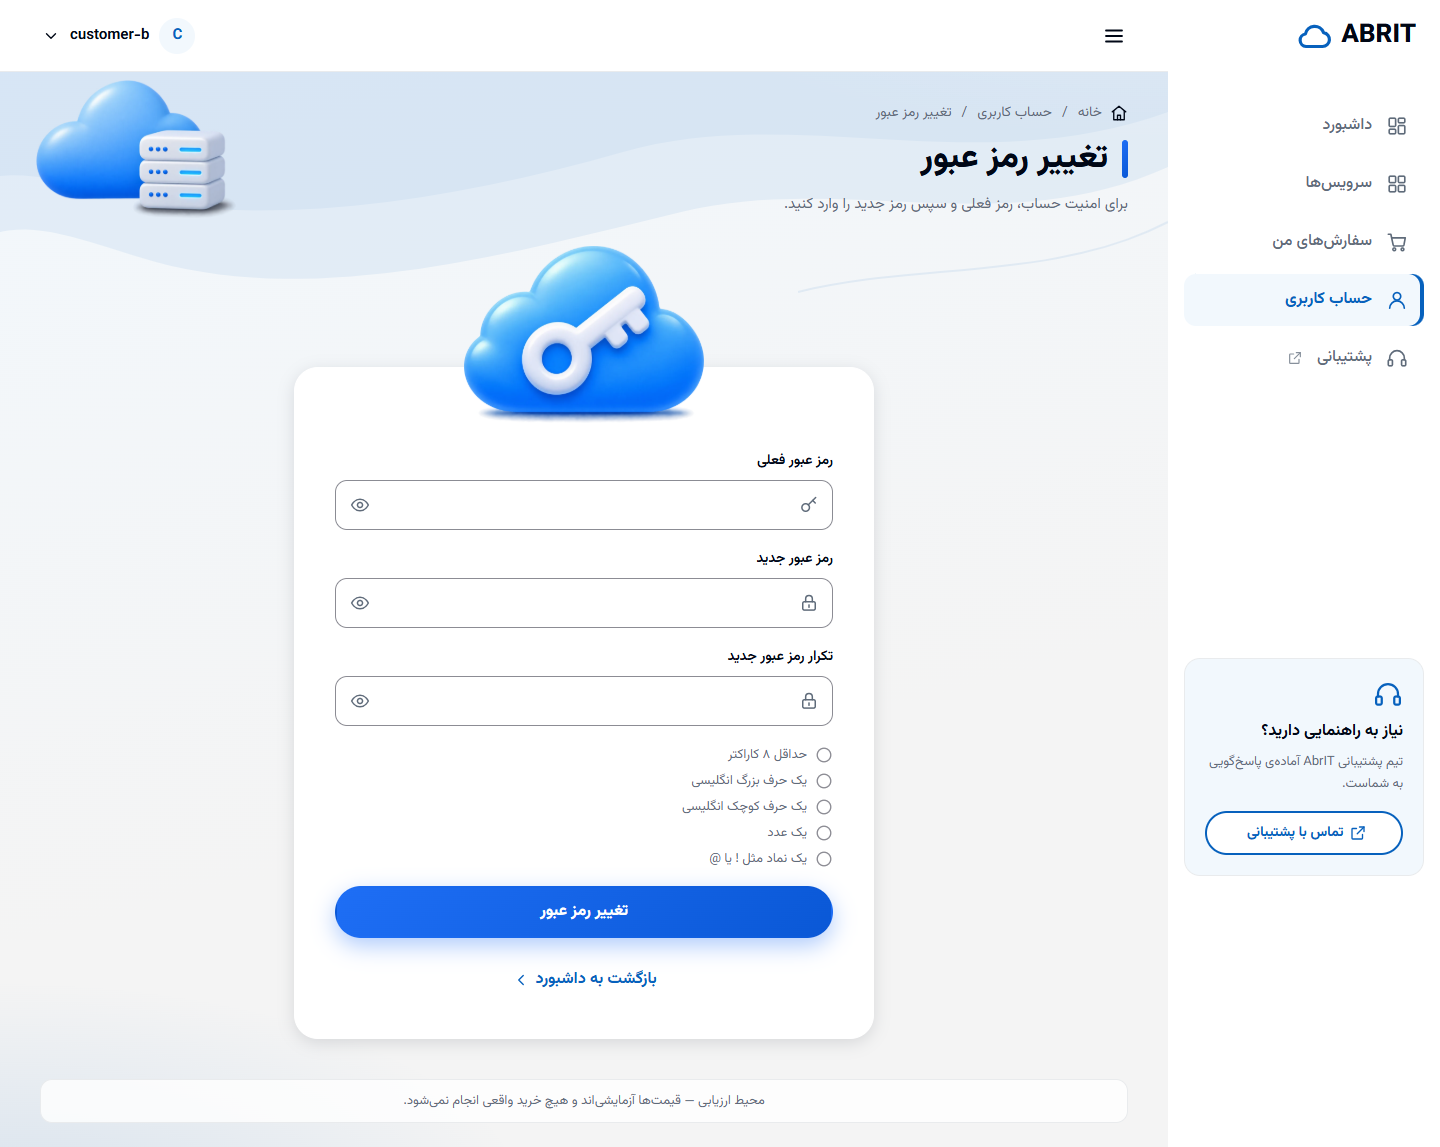 ABRIT
customer-b
C
داشبورد
سرویس‌ها
سفارش‌های من
حساب کاربری
پشتیبانی
نیاز به راهنمایی دارید؟
تیم پشتیبانی AbrIT آماده‌ی پاسخ‌گویی
به شماست.
تماس با پشتیبانی
خانه / حساب کاربری / تغییر رمز عبور
تغییر رمز عبور
برای امنیت حساب، رمز فعلی و سپس رمز جدید را وارد کنید.
رمز عبور فعلی
رمز عبور جدید
تکرار رمز عبور جدید
حداقل ۸ کاراکتر
یک حرف بزرگ انگلیسی
یک حرف کوچک انگلیسی
یک عدد
یک نماد مثل ! یا @
تغییر رمز عبور
بازگشت به داشبورد
محیط ارزیابی — قیمت‌ها آزمایشی‌اند و هیچ خرید واقعی انجام نمی‌شود.